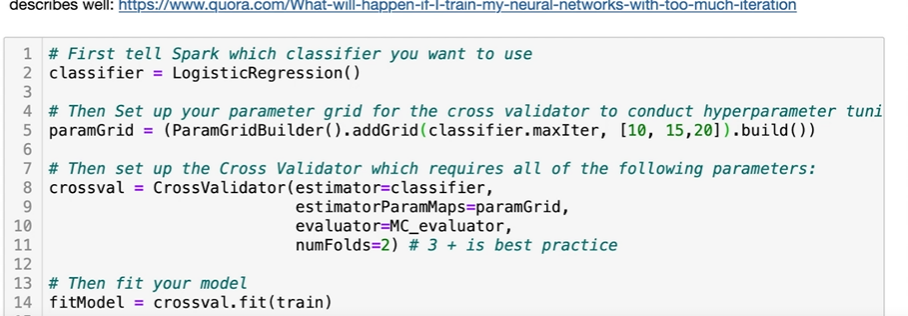 describes well: https://www.quora.com/What-will-happen-if-I-train-my-neural-networks-with-too-much-iteration
1 # First tell Spark which classifier you want to use
2 classifier = LogisticRegression()
3
4 # Then Set up your parameter grid for the cross validator to conduct hyperparameter tuni
5 paramGrid = (ParamGridBuilder().addGrid(classifier.maxIter, [10, 15,20]).build())
6
7 # Then set up the Cross Validator which requires all of the following parameters:
8 crossval = CrossValidator(estimator=classifier,
9 estimatorParamMaps=paramGrid,
10 evaluator=MC_evaluator,
11 numFolds=2) # 3 + is best practice
12
13 # Then fit your model
14 fitModel = crossval.fit(train)